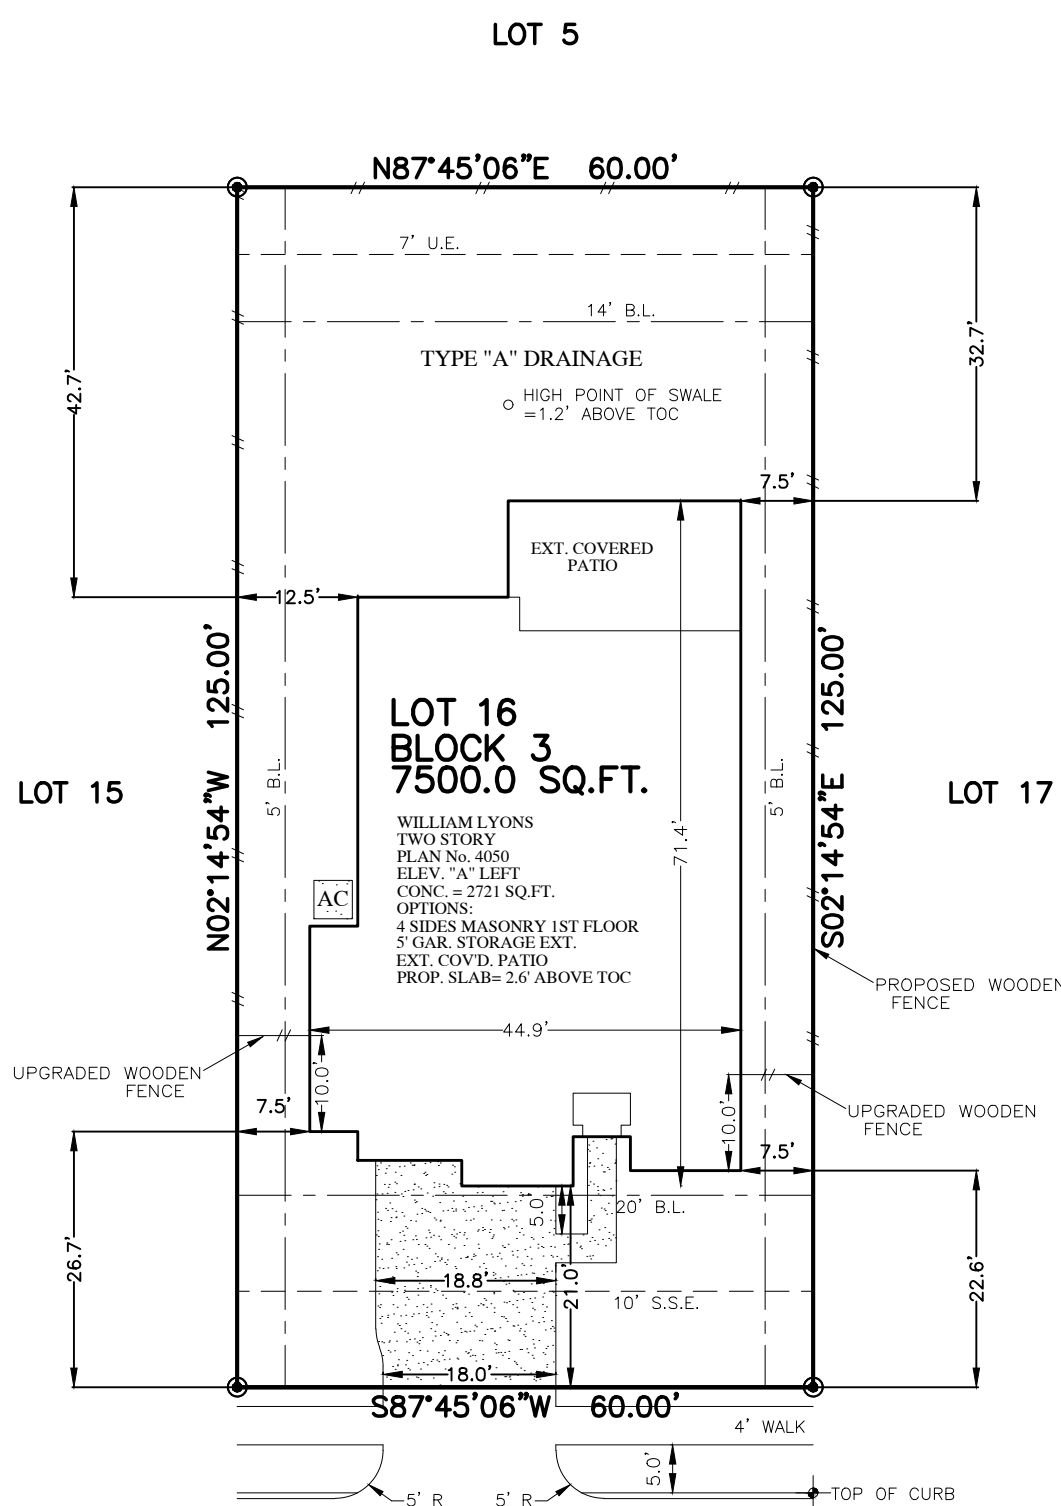 LOT 5
N87°45'06"E 60.00'
7' U.E.
14' B.L.
TYPE "A" DRAINAGE
HIGH POINT OF SWALE
=1.2' ABOVE TOC
42.7'
32.7'
7.5'
EXT. COVERED
PATIO
12.5'
N02°14'54"W 125.00'
S02°14'54"E 125.00'
LOT 16
BLOCK 3
7500.0 SQ.FT.
LOT 15
LOT 17
5' B.L.
5' B.L.
WILLIAM LYONS
TWO STORY
PLAN No. 4050
ELEV. "A" LEFT
CONC. = 2721 SQ.FT.
OPTIONS:
4 SIDES MASONRY 1ST FLOOR
5' GAR. STORAGE EXT.
EXT. COV'D. PATIO
PROP. SLAB= 2.6' ABOVE TOC
71.4'
AC
PROPOSED WOODEN
FENCE
44.9'
UPGRADED WOODEN
FENCE
10.0'
7.5'
10.0'
UPGRADED WOODEN
FENCE
7.5'
5.0'
20' B.L.
26.7'
22.6'
18.8'
21.0'
10' S.S.E.
18.0'
S87°45'06"W 60.00'
4' WALK
5.0'
5' R
5' R
TOP OF CURB